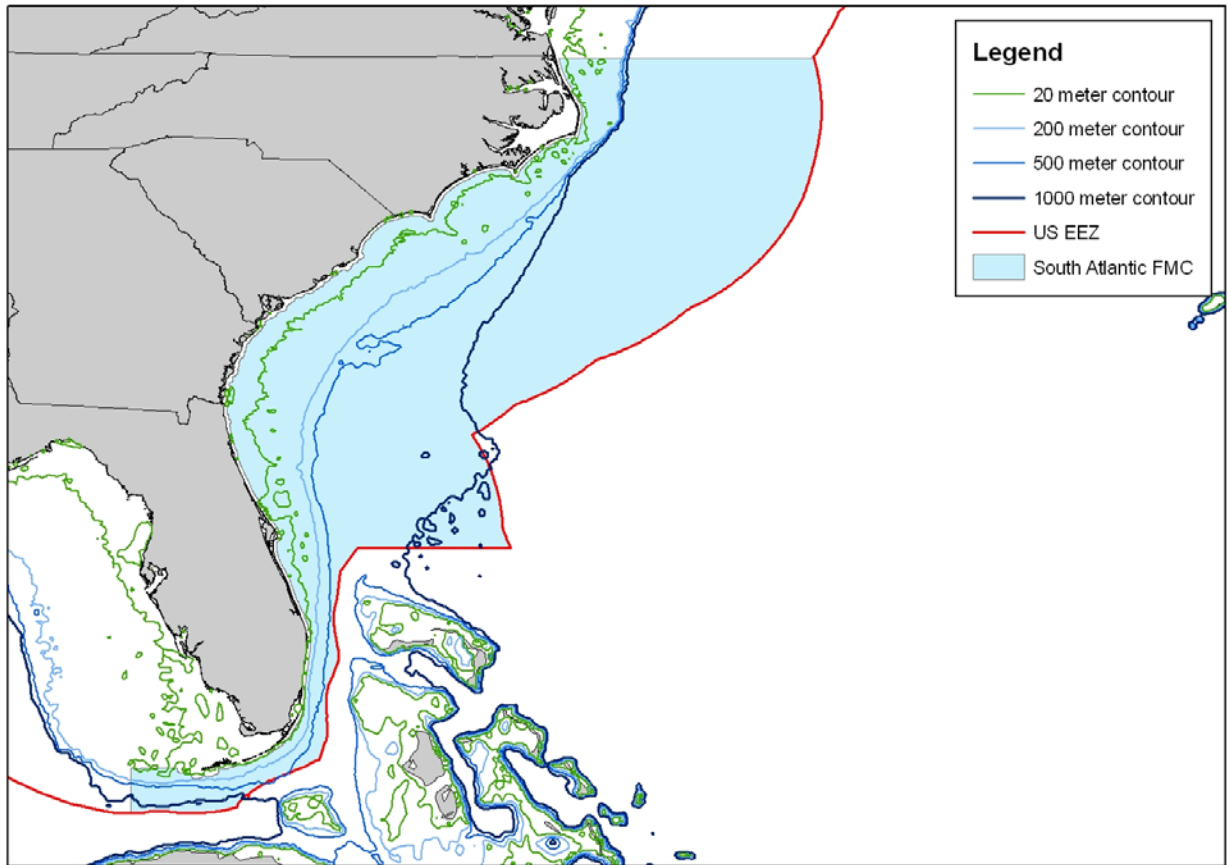 Legend
20 meter contour
200 meter contour
500 meter contour
1000 meter contour
US EEZ
South Atlantic FMC